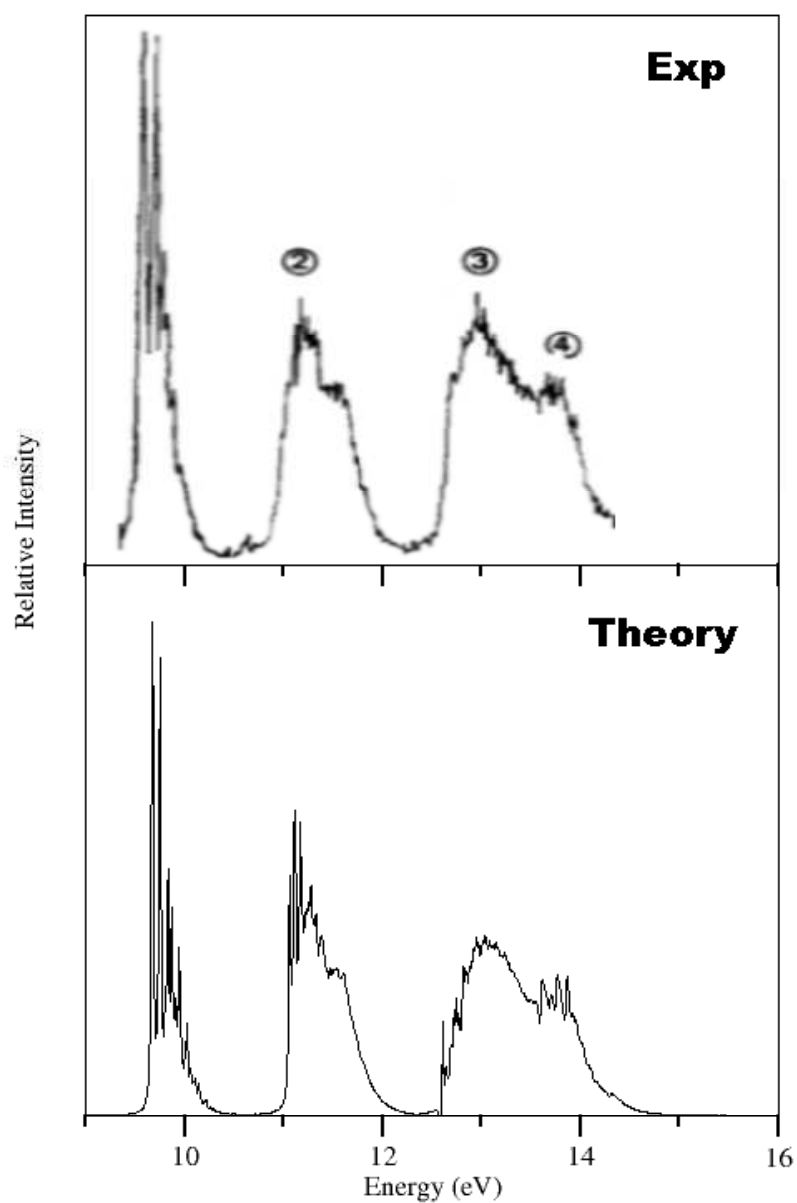 Exp
②
③
④
Relative Intensity
Theory
10 12 14 16
Energy (eV)